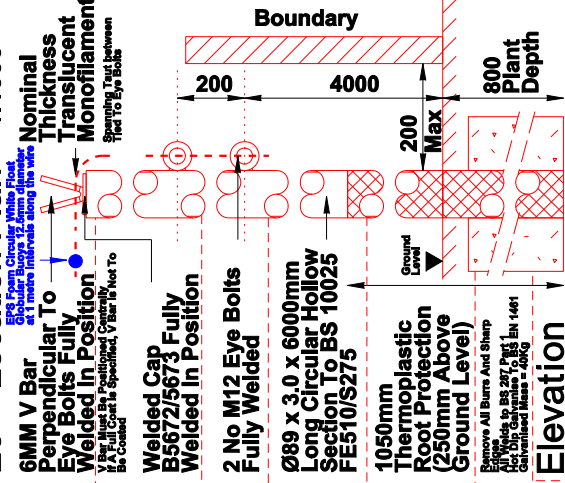 Boundary
200
4000
800
Plant
Depth
200
Max
Nominal
Thickness
Translucent
Monofilament
Spanning Taut between
Tied To Eye Bolts
EPS Foam Circular White Float
Globular Buoys 12.5mm diameter
at 1 metre intervals along the wire
6MM V Bar
Perpendicular To
Eye Bolts Fully
Welded In Position
V Bar Must Be Positioned Centrally
If A Full Coat is Specified, V Bar is Not To
Be Coated
Welded Cap
B5672/5673 Fully
Welded In Position
2 No M12 Eye Bolts
Fully Welded
Ø89 x 3.0 x 6000mm
Long Circular Hollow
Section To BS 10025
FE510/S275
1050mm
Thermoplastic
Root Protection
(250mm Above
Ground Level)
Ground
Level
Remove All Burrs And Sharp
Edges
All Welds to BS 287 Part 1
Hot Dip Galvanise To BS EN 1461
Galvanised Mass = 40Kg
Elevation